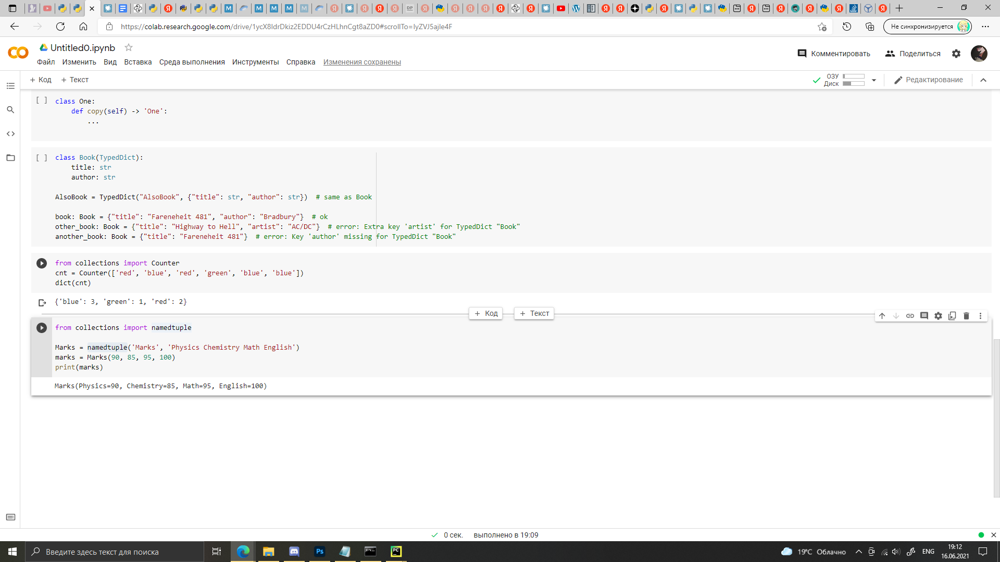 https://colab.research.google.com/drive/1ycX8IdrDkiz2EDDU4rCzHLhnCgt8aZD0#scrollTo=IyZVJ5ajIe4F
Не синхронизируется
Untitled0.ipynb
Комментировать
Поделиться
Файл Изменить Вид Вставка Среда выполнения Инструменты Справка Изменения сохранены
+ Код + Текст
ОЗУ
Диск
Редактирование
[ ] class One:
def copy(self) -> 'One':
...
[ ] class Book(TypedDict):
title: str
author: str
AlsoBook = TypedDict("AlsoBook", {"title": str, "author": str}) # same as Book
book: Book = {"title": "Fareneheit 481", "author": "Bradbury"} # ok
other_book: Book = {"title": "Highway to Hell", "artist": "AC/DC"} # error: Extra key 'artist' for TypedDict "Book"
another_book: Book = {"title": "Fareneheit 481"} # error: Key 'author' missing for TypedDict "Book"
from collections import Counter
cnt = Counter(['red', 'blue', 'red', 'green', 'blue', 'blue'])
dict(cnt)
{'blue': 3, 'green': 1, 'red': 2}
+ Код + Текст
from collections import namedtuple
Marks = namedtuple('Marks', 'Physics Chemistry Math English')
marks = Marks(90, 85, 95, 100)
print(marks)
Marks(Physics=90, Chemistry=85, Math=95, English=100)
0 сек. выполнено в 19:09
Введите здесь текст для поиска
Ps
PC
19°C Облачно
ENG
19:12
16.06.2021